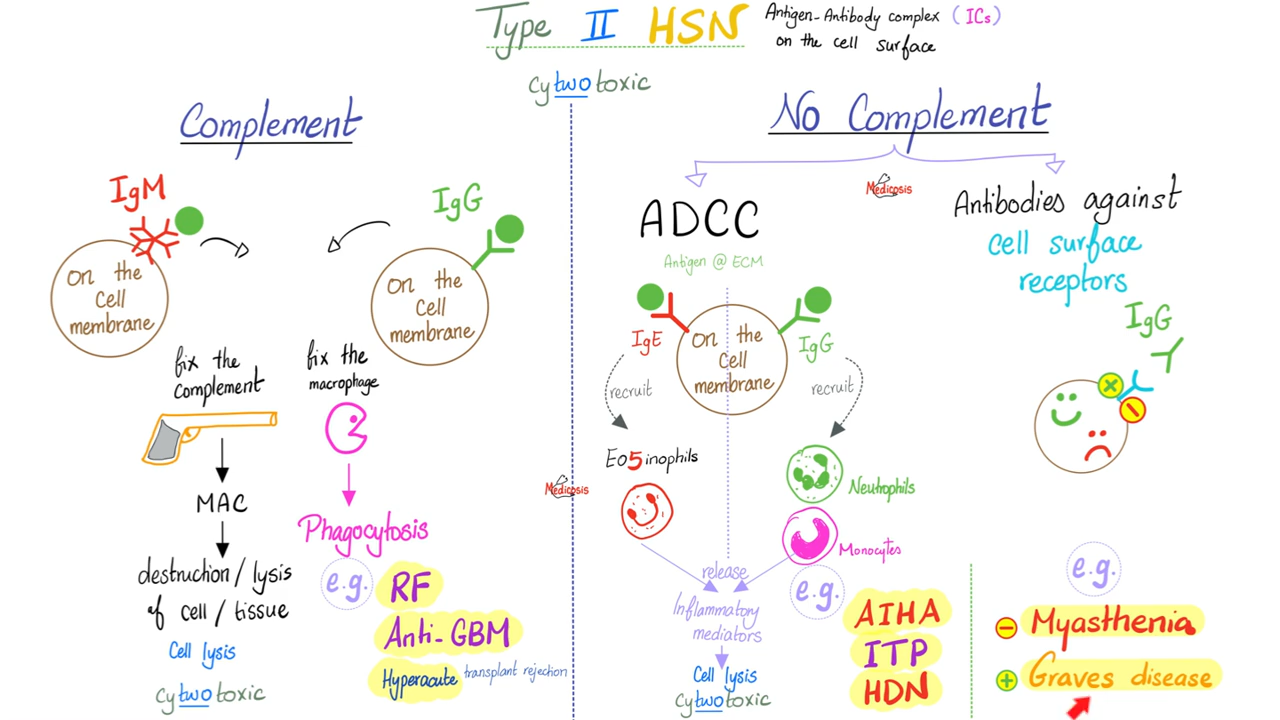 Type II HSN
Antigen-Antibody complex (ICs)
on the cell surface
Cytwotoxic
Complement
IgM
on the
cell
membrane
IgG
on the
cell
membrane
fix the
complement
fix the
macrophage
MAC
destruction/lysis
of cell/tissue
Cell lysis
Cytwotoxic
Phagocytosis
e.g.
RF
Anti-GBM
Hyperacute transplant rejection
No Complement
Medicosis
ADCC
Antigen @ ECM
IgE
on the
cell
membrane
IgG
recruit
recruit
Eo5inophils
Medicosis
Neutrophils
Monocytes
release
Inflammatory
mediators
Cell lysis
Cytwotoxic
e.g.
AIHA
ITP
HDN
Antibodies against
cell surface
receptors
IgG
e.g.
Myasthenia
Graves disease